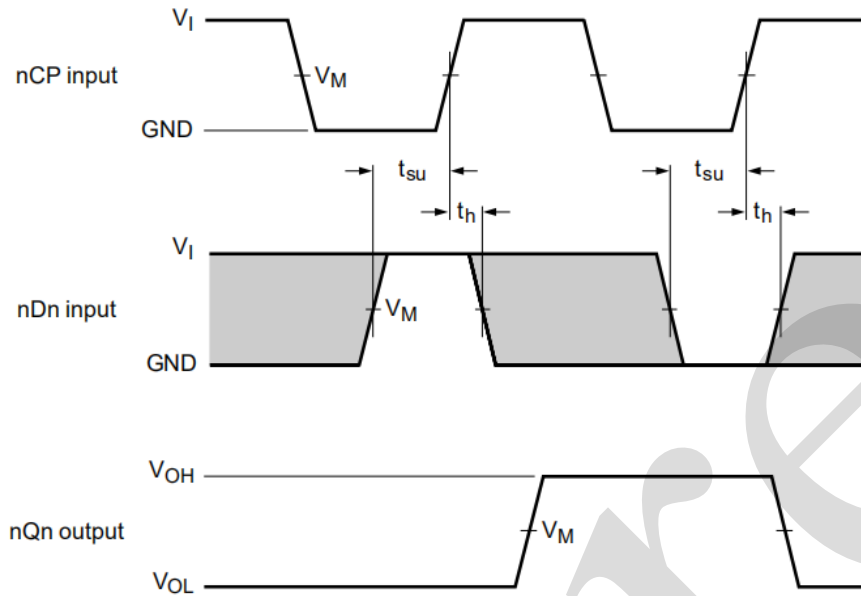 VI
nCP input
VM
GND
tsu
tsu
th
th
VI
nDn input
VM
GND
VOH
nQn output
VM
VOL
re